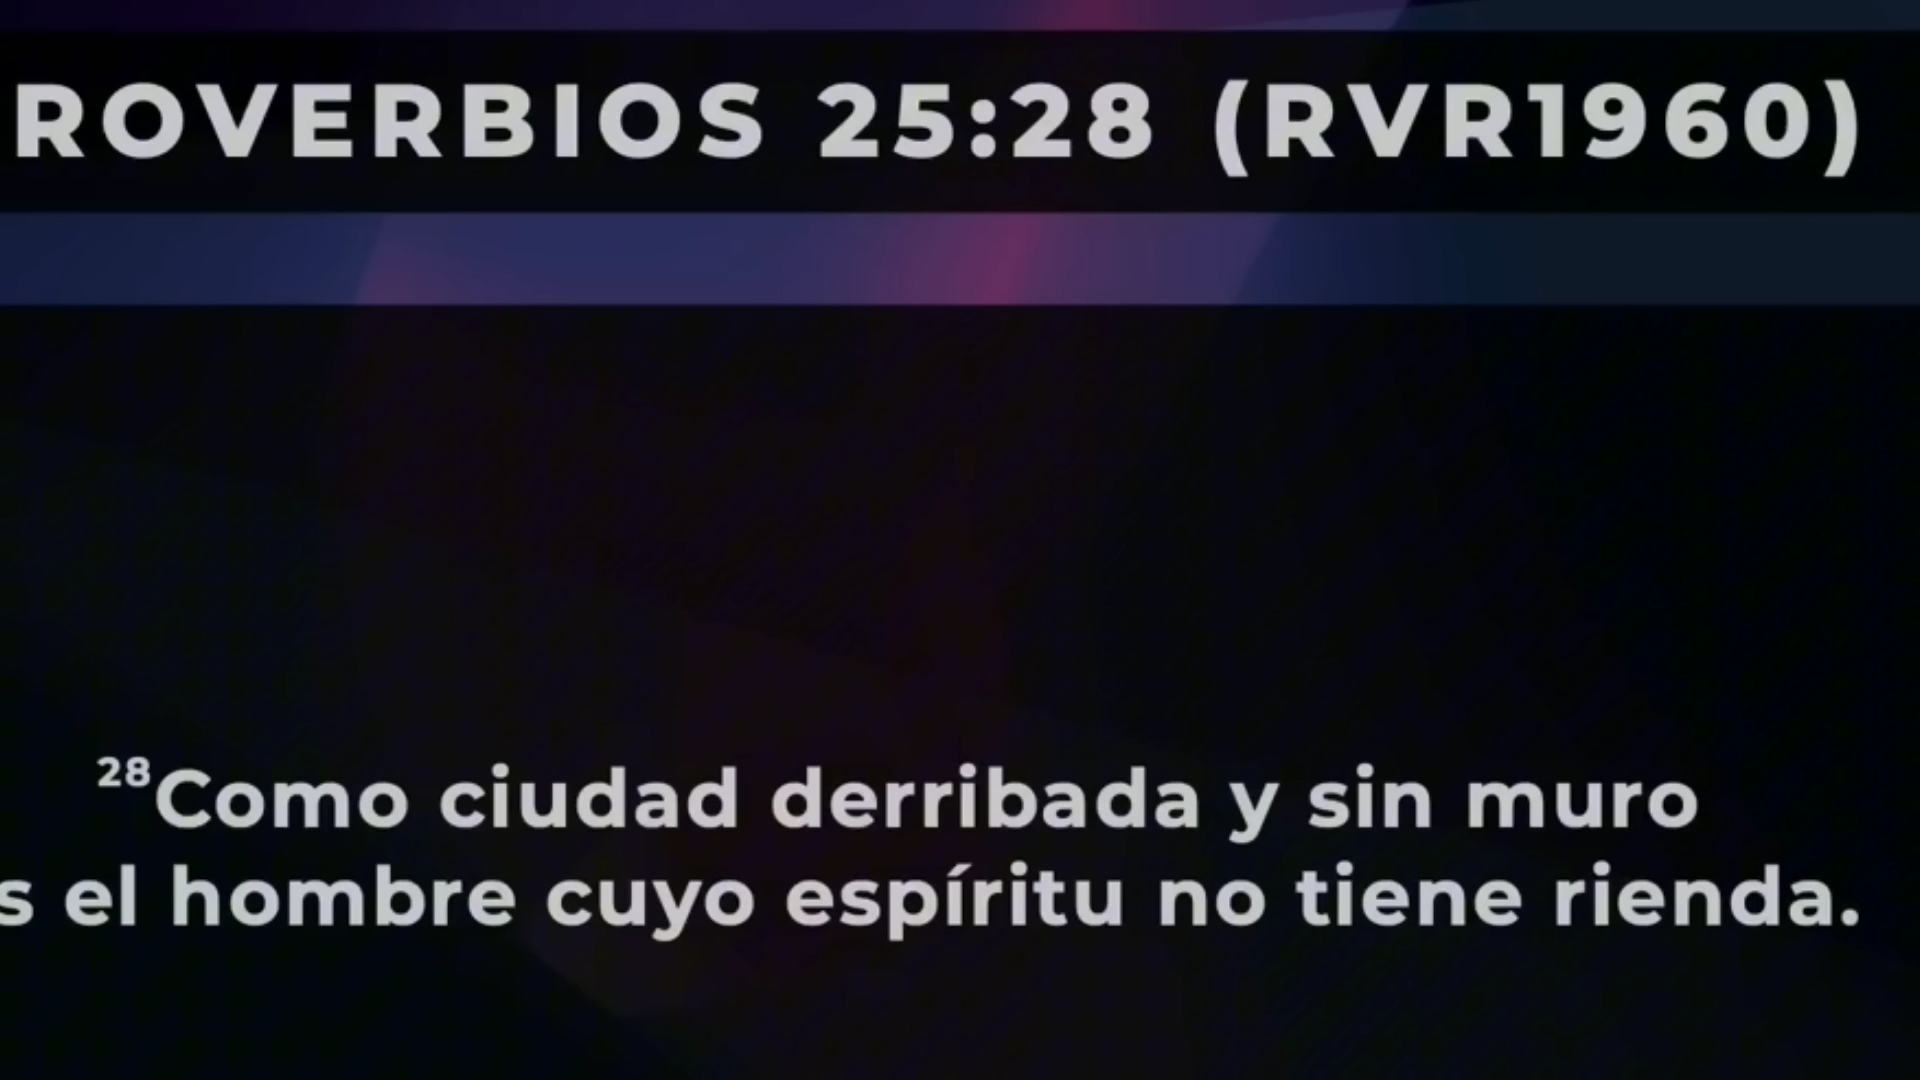 ROVERBIOS 25:28 (RVR1960)
28Como ciudad derribada y sin muro
s el hombre cuyo espíritu no tiene rienda.